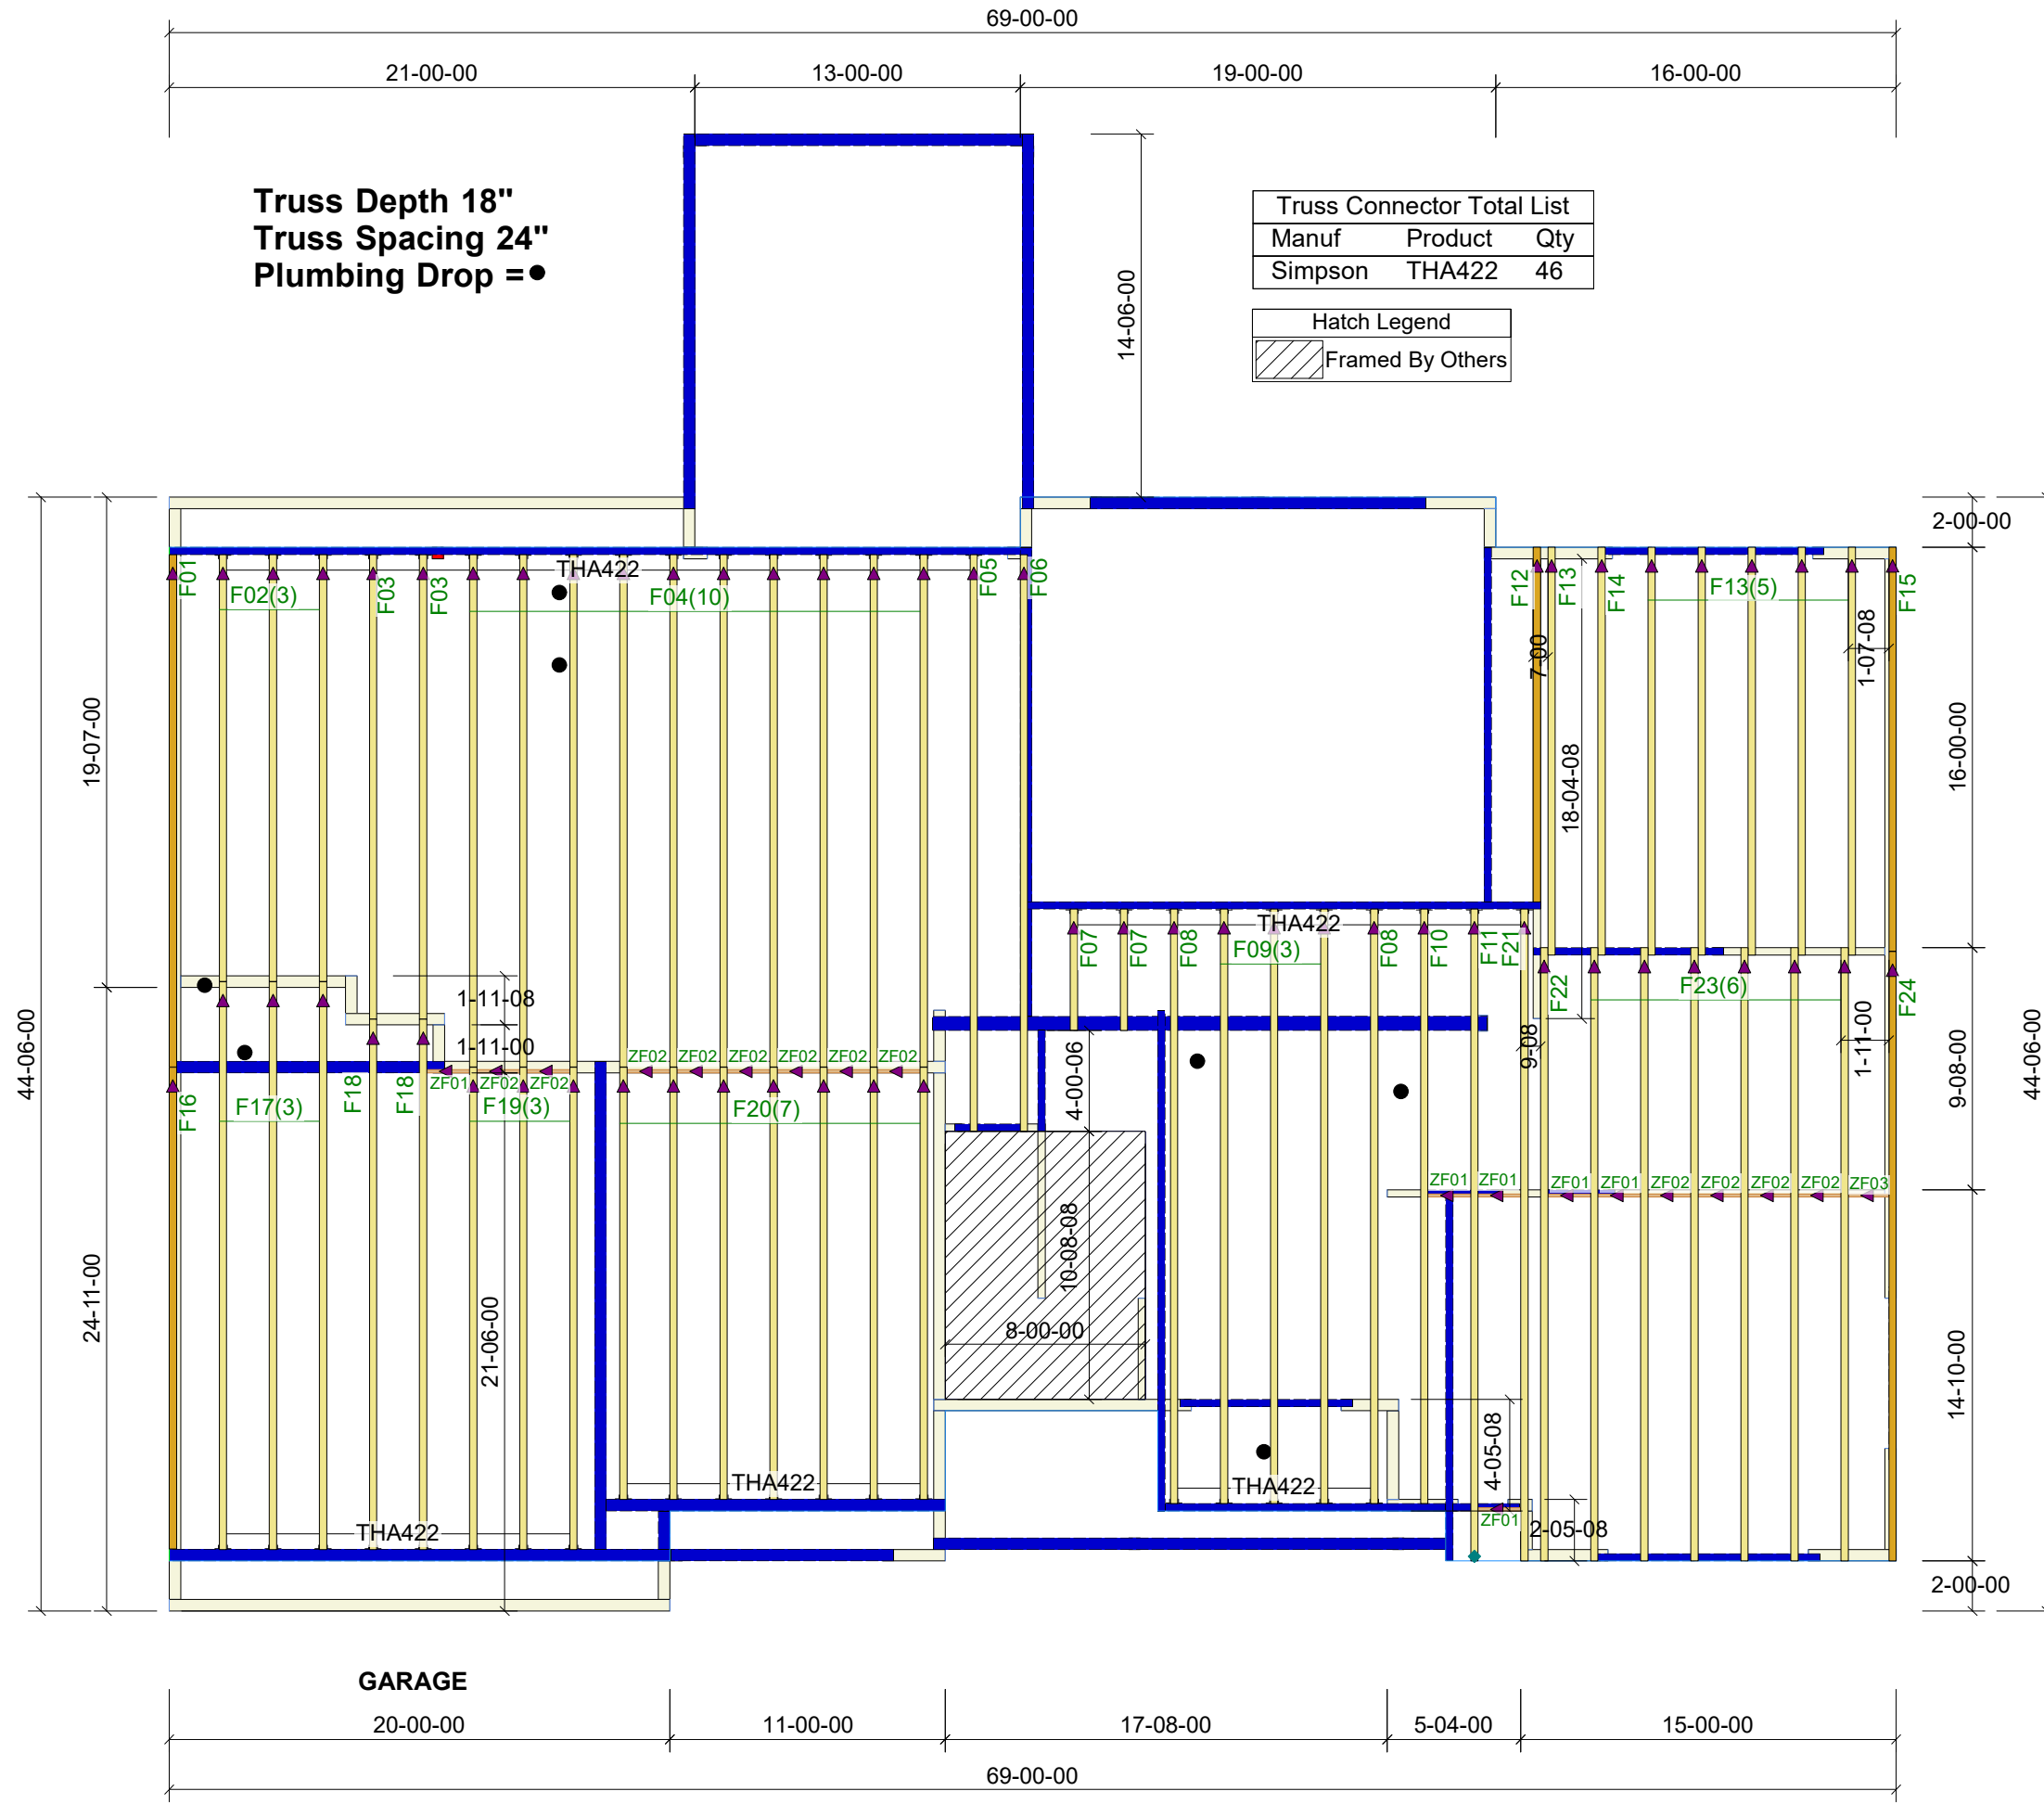 69-00-00
21-00-00
13-00-00
19-00-00
16-00-00
Truss Depth 18"
Truss Spacing 24"
Plumbing Drop =
Truss Connector Total List
Manuf Product Qty
Simpson THA422 46
Hatch Legend
Framed By Others
14-06-00
2-00-00
THA422
F01
F02(3)
F03
F03
F04(10)
F05
F06
F12
F13
F14
F13(5)
F15
7-00
1-07-08
18-04-08
16-00-00
19-07-00
44-06-00
THA422
F07
F07
F08
F09(3)
F08
F10
F11
F21
F22
F23(6)
F24
9-08
1-11-00
9-08-00
44-06-00
1-11-08
1-11-00
ZF01
ZF02
ZF02
ZF02
ZF02
ZF02
ZF02
ZF02
ZF02
F16
F17(3)
F18
F18
F19(3)
F20(7)
4-00-06
ZF01
ZF01
ZF01
ZF01
ZF02
ZF02
ZF02
ZF02
ZF03
10-08-08
8-00-00
24-11-00
21-06-00
14-10-00
4-05-08
THA422
THA422
THA422
ZF01
2-05-08
2-00-00
GARAGE
20-00-00
11-00-00
17-08-00
5-04-00
15-00-00
69-00-00